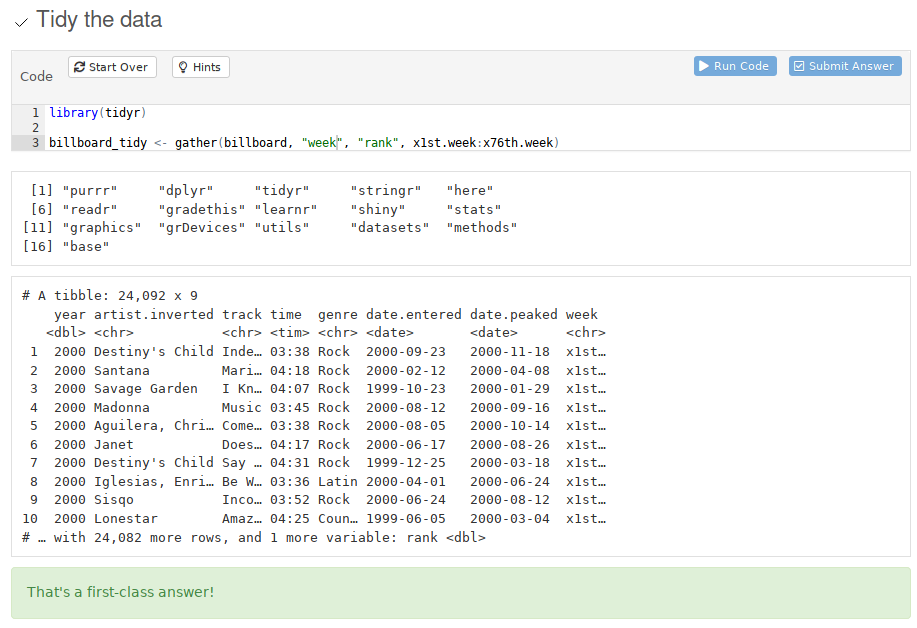 Tidy the data
Code Start Over Hints Run Code Submit Answer
1 library(tidyr)
2
3 billboard_tidy <- gather(billboard, "week", "rank", x1st.week:x76th.week)
[1] "purrr" "dplyr" "tidyr" "stringr" "here"
[6] "readr" "gradethis" "learnr" "shiny" "stats"
[11] "graphics" "grDevices" "utils" "datasets" "methods"
[16] "base"
# A tibble: 24,092 x 9
year artist.inverted track time genre date.entered date.peaked week
<dbl> <chr> <chr> <tim> <chr> <date> <date> <chr>
1 2000 Destiny's Child Inde… 03:38 Rock 2000-09-23 2000-11-18 x1st…
2 2000 Santana Mari… 04:18 Rock 2000-02-12 2000-04-08 x1st…
3 2000 Savage Garden I Kn… 04:07 Rock 1999-10-23 2000-01-29 x1st…
4 2000 Madonna Music 03:45 Rock 2000-08-12 2000-09-16 x1st…
5 2000 Aguilera, Chri… Come… 03:38 Rock 2000-08-05 2000-10-14 x1st…
6 2000 Janet Does… 04:17 Rock 2000-06-17 2000-08-26 x1st…
7 2000 Destiny's Child Say … 04:31 Rock 1999-12-25 2000-03-18 x1st…
8 2000 Iglesias, Enri… Be W… 03:36 Latin 2000-04-01 2000-06-24 x1st…
9 2000 Sisqo Inco… 03:52 Rock 2000-06-24 2000-08-12 x1st…
10 2000 Lonestar Amaz… 04:25 Coun… 1999-06-05 2000-03-04 x1st…
# … with 24,082 more rows, and 1 more variable: rank <dbl>
That's a first-class answer!